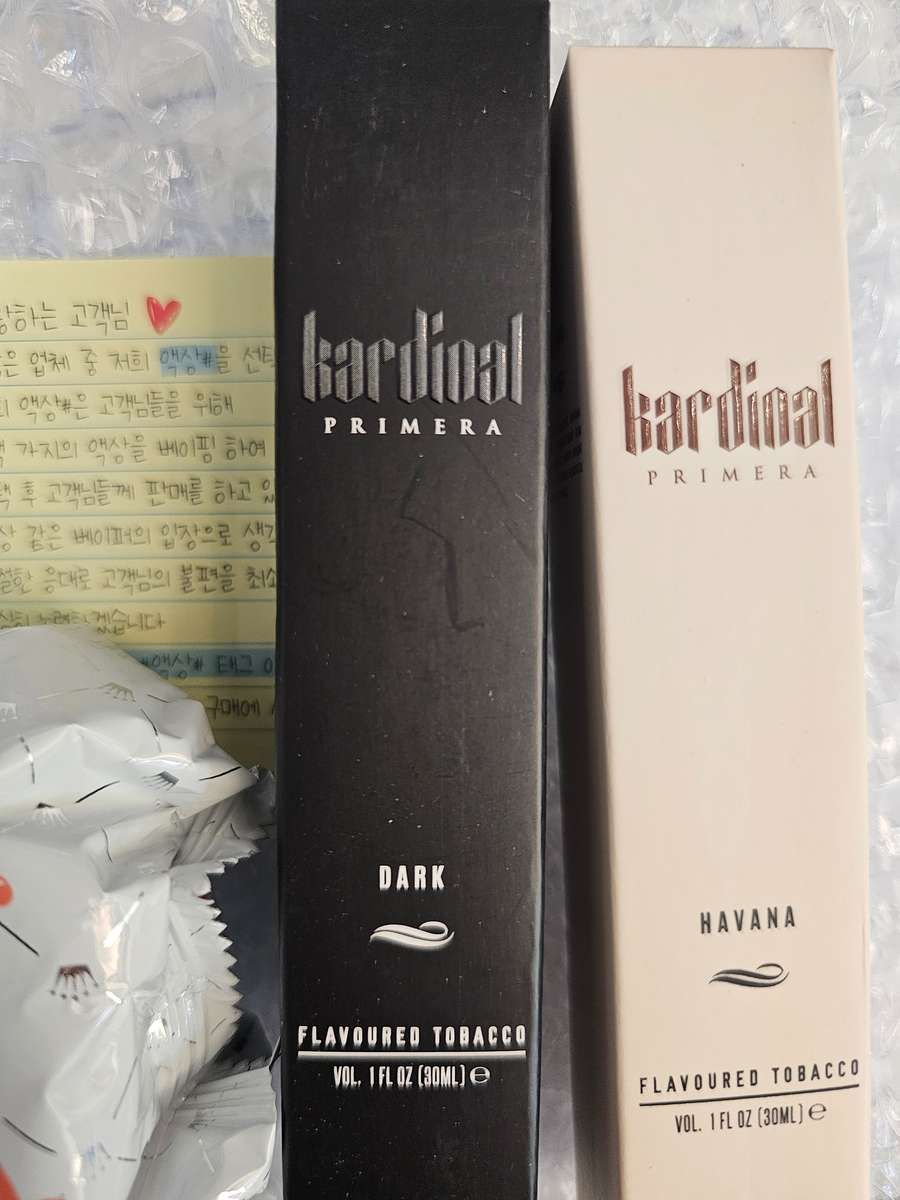 하는 고객님
업체 중 저희 액상#을 선택
액상#은 고객님들을 위해
가지의 액상을 베이핑 하여
후 고객님들께 판매를 하고 있
같은 베이퍼의 입장으로 생각
응대로 고객님의 불편을 최소
노력하겠습니다
#액상# 태그
구매에
kardinal
PRIMERA
DARK
FLAVOURED TOBACCO
VOL. 1 FL OZ (30ML) ℮
kardinal
PRIMERA
HAVANA
FLAVOURED TOBACCO
VOL. 1 FL OZ (30ML) ℮